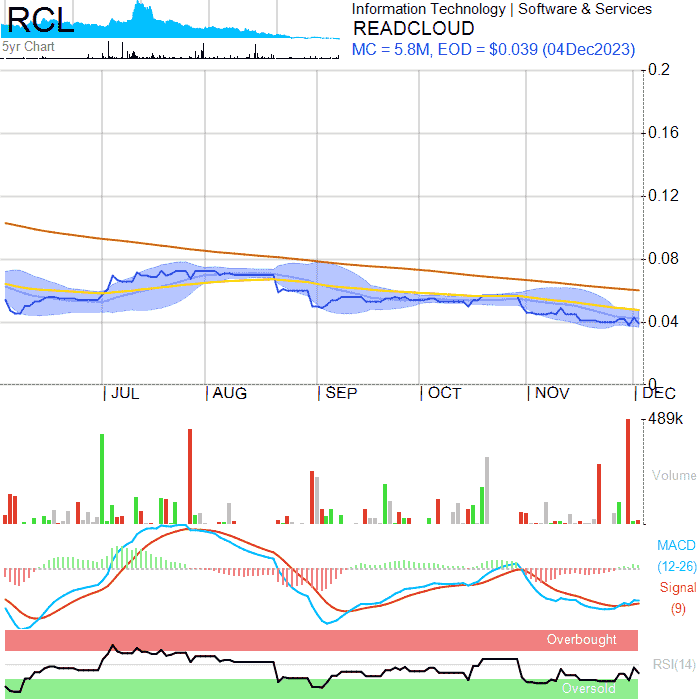 RCL
5yr Chart
Information Technology | Software & Services
READCLOUD
MC = 5.8M, EOD = $0.039 (04Dec2023)
0.2
0.16
0.12
0.08
0.04
0
JUL AUG SEP OCT NOV DEC
489k
Volume
MACD
(12-26)
Signal
(9)
Overbought
RSI(14)
Oversold